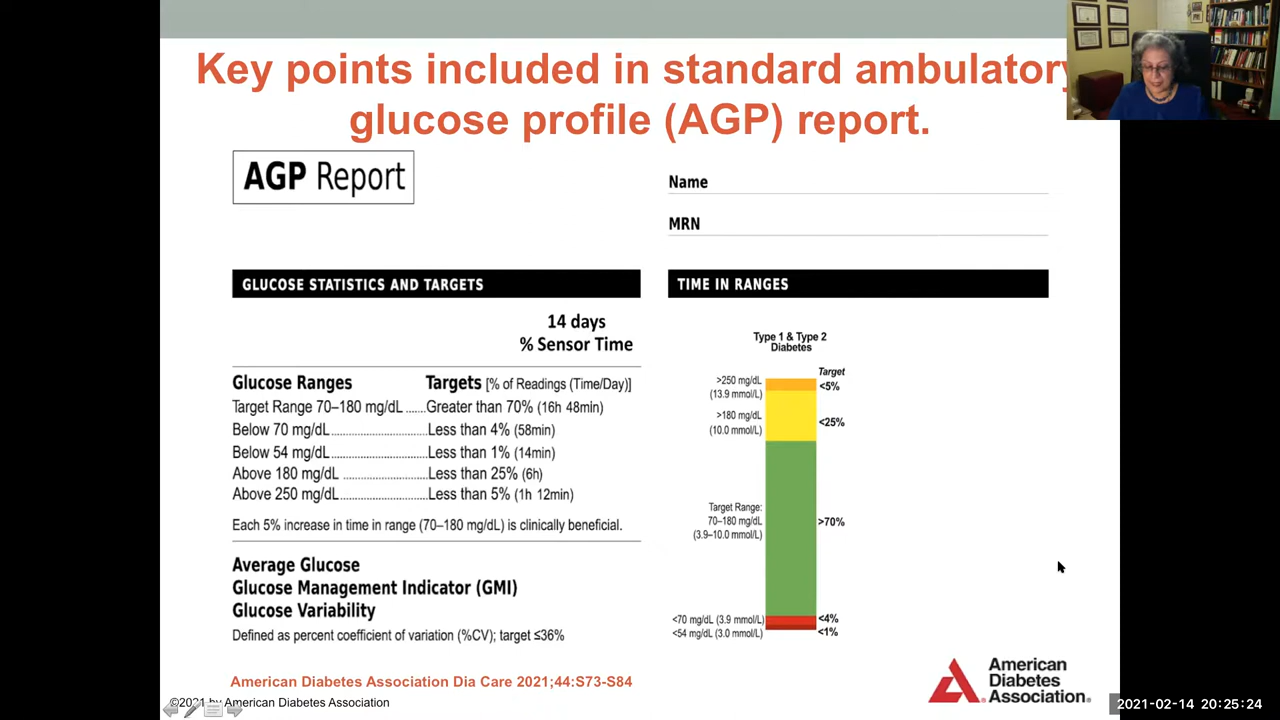 Key points included in standard ambulatory
glucose profile (AGP) report.
AGP Report
Name
MRN
GLUCOSE STATISTICS AND TARGETS
14 days
% Sensor Time
Glucose Ranges Targets [% of Readings (Time/Day)]
Target Range 70–180 mg/dL ......Greater than 70% (16h 48min)
Below 70 mg/dL..........................Less than 4% (58min)
Below 54 mg/dL..........................Less than 1% (14min)
Above 180 mg/dL .......................Less than 25% (6h)
Above 250 mg/dL........................Less than 5% (1h 12min)
Each 5% increase in time in range (70–180 mg/dL) is clinically beneficial.
Average Glucose
Glucose Management Indicator (GMI)
Glucose Variability
Defined as percent coefficient of variation (%CV); target ≤36%
TIME IN RANGES
Type 1 & Type 2
Diabetes
Target
>250 mg/dL
(13.9 mmol/L)
<5%
>180 mg/dL
(10.0 mmol/L)
<25%
Target Range:
70–180 mg/dL
(3.9–10.0 mmol/L)
>70%
<70 mg/dL (3.9 mmol/L)
<4%
<54 mg/dL (3.0 mmol/L)
<1%
American Diabetes Association Dia Care 2021;44:S73-S84
©2021 by American Diabetes Association
American
Diabetes
Association.
2021-02-14 20:25:24